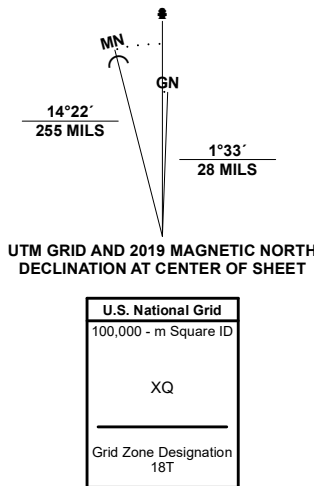 MN
GN
14°22´
255 MILS
1°33´
28 MILS
UTM GRID AND 2019 MAGNETIC NORTH
DECLINATION AT CENTER OF SHEET
U.S. National Grid
100,000 - m Square ID
XQ
Grid Zone Designation
18T